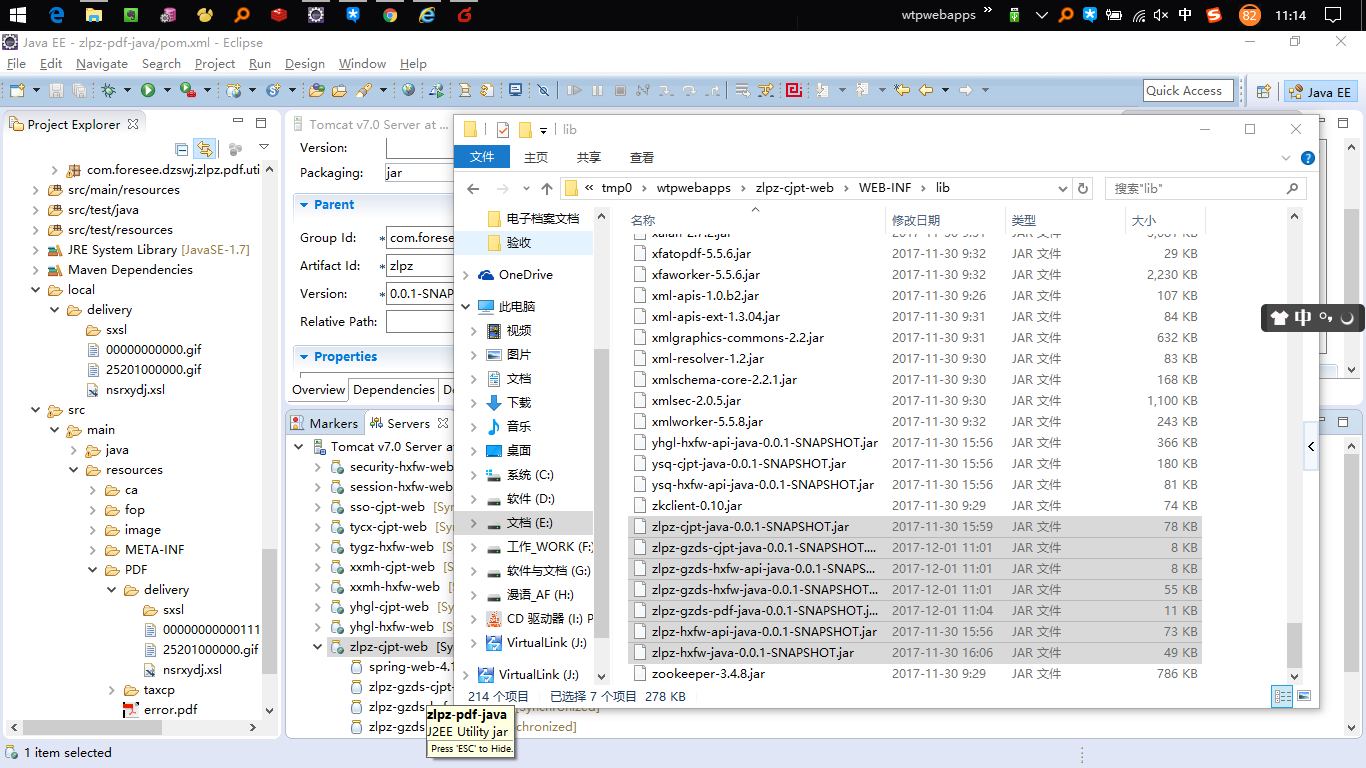 wtpwebapps »
中
82
11:14
Java EE - zlpz-pdf-java/pom.xml - Eclipse
File Edit Navigate Search Project Run Design Window Help
Quick Access
Java EE
Project Explorer
com.foresee.dzswj.zlpz.pdf.uti
src/main/resources
src/test/java
src/test/resources
JRE System Library [JavaSE-1.7]
Maven Dependencies
local
delivery
sxsl
00000000000.gif
25201000000.gif
nsrxydj.xsl
src
main
java
resources
ca
fop
image
META-INF
PDF
delivery
sxsl
00000000000111
25201000000.gif
nsrxydj.xsl
taxcp
error.pdf
1 item selected
Tomcat v7.0 Server at ...
Version:
Packaging: jar
Parent
Group Id: * com.forese
Artifact Id: * zlpz
Version: * 0.0.1-SNAP
Relative Path:
Properties
Overview Dependencies
Markers Servers
Tomcat v7.0 Server at
security-hxfw-web
session-hxfw-web
sso-cjpt-web [Syn
tycx-cjpt-web [Sy
tygz-hxfw-web [Sy
xxmh-cjpt-web [S
xxmh-hxfw-web [S
yhgl-cjpt-web [Sy
yhgl-hxfw-web [Sy
zlpz-cjpt-web [Sy
spring-web-4.1
zlpz-gzds-cjpt-
zlpz-gzds-
zlpz-gzds
zlpz-pdf-java
J2EE Utility jar
Press 'ESC' to Hide.
lib
文件 主页 共享 查看
« tmp0 › wtpwebapps › zlpz-cjpt-web › WEB-INF › lib
搜索"lib"
电子档案文档
验收
OneDrive
此电脑
视频
图片
文档
下载
音乐
桌面
系统 (C:)
软件 (D:)
文档 (E:)
工作_WORK (F:)
软件与文档 (G:)
漫语_AF (H:)
CD 驱动器 (I:) P
VirtualLink (J:)
VirtualLink (J:)
名称 修改日期 类型 大小
xfatopdf-5.5.6.jar 2017-11-30 9:32 JAR 文件 29 KB
xfaworker-5.5.6.jar 2017-11-30 9:32 JAR 文件 2,230 KB
xml-apis-1.0.b2.jar 2017-11-30 9:26 JAR 文件 107 KB
xml-apis-ext-1.3.04.jar 2017-11-30 9:31 JAR 文件 84 KB
xmlgraphics-commons-2.2.jar 2017-11-30 9:31 JAR 文件 632 KB
xml-resolver-1.2.jar 2017-11-30 9:30 JAR 文件 83 KB
xmlschema-core-2.2.1.jar 2017-11-30 9:30 JAR 文件 168 KB
xmlsec-2.0.5.jar 2017-11-30 9:30 JAR 文件 1,100 KB
xmlworker-5.5.8.jar 2017-11-30 9:32 JAR 文件 243 KB
yhgl-hxfw-api-java-0.0.1-SNAPSHOT.jar 2017-11-30 15:56 JAR 文件 366 KB
ysq-cjpt-java-0.0.1-SNAPSHOT.jar 2017-11-30 15:56 JAR 文件 180 KB
ysq-hxfw-api-java-0.0.1-SNAPSHOT.jar 2017-11-30 15:56 JAR 文件 81 KB
zkclient-0.10.jar 2017-11-30 9:29 JAR 文件 74 KB
zlpz-cjpt-java-0.0.1-SNAPSHOT.jar 2017-11-30 15:59 JAR 文件 78 KB
zlpz-gzds-cjpt-java-0.0.1-SNAPSHOT.... 2017-12-01 11:01 JAR 文件 8 KB
zlpz-gzds-hxfw-api-java-0.0.1-SNAPS... 2017-12-01 11:01 JAR 文件 8 KB
zlpz-gzds-hxfw-java-0.0.1-SNAPSHOT... 2017-12-01 11:01 JAR 文件 55 KB
zlpz-gzds-pdf-java-0.0.1-SNAPSHOT.j... 2017-12-01 11:04 JAR 文件 11 KB
zlpz-hxfw-api-java-0.0.1-SNAPSHOT.jar 2017-11-30 15:56 JAR 文件 73 KB
zlpz-hxfw-java-0.0.1-SNAPSHOT.jar 2017-11-30 16:06 JAR 文件 49 KB
zookeeper-3.4.8.jar 2017-11-30 9:29 JAR 文件 786 KB
214 个项目 已选择 7 个项目 278 KB
中